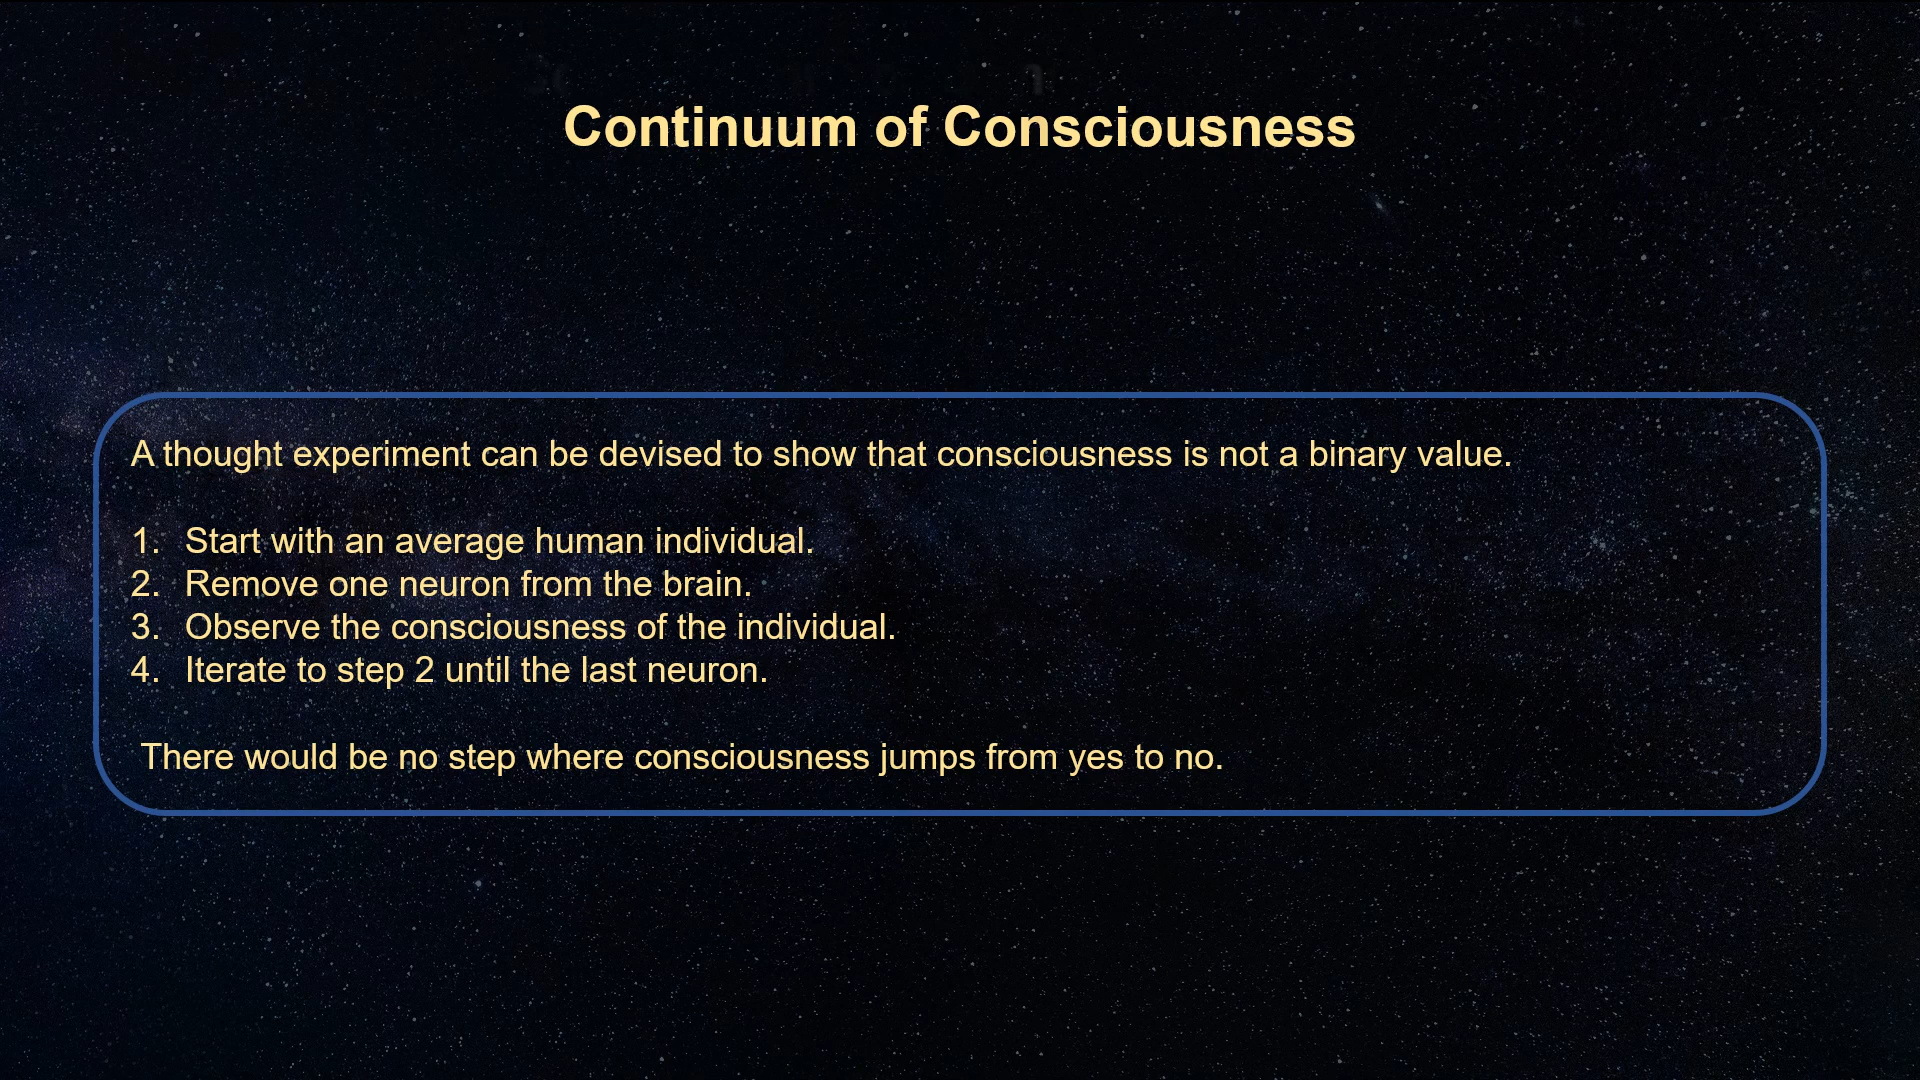 Continuum of Consciousness
A thought experiment can be devised to show that consciousness is not a binary value.
1. Start with an average human individual.
2. Remove one neuron from the brain.
3. Observe the consciousness of the individual.
4. Iterate to step 2 until the last neuron.
There would be no step where consciousness jumps from yes to no.